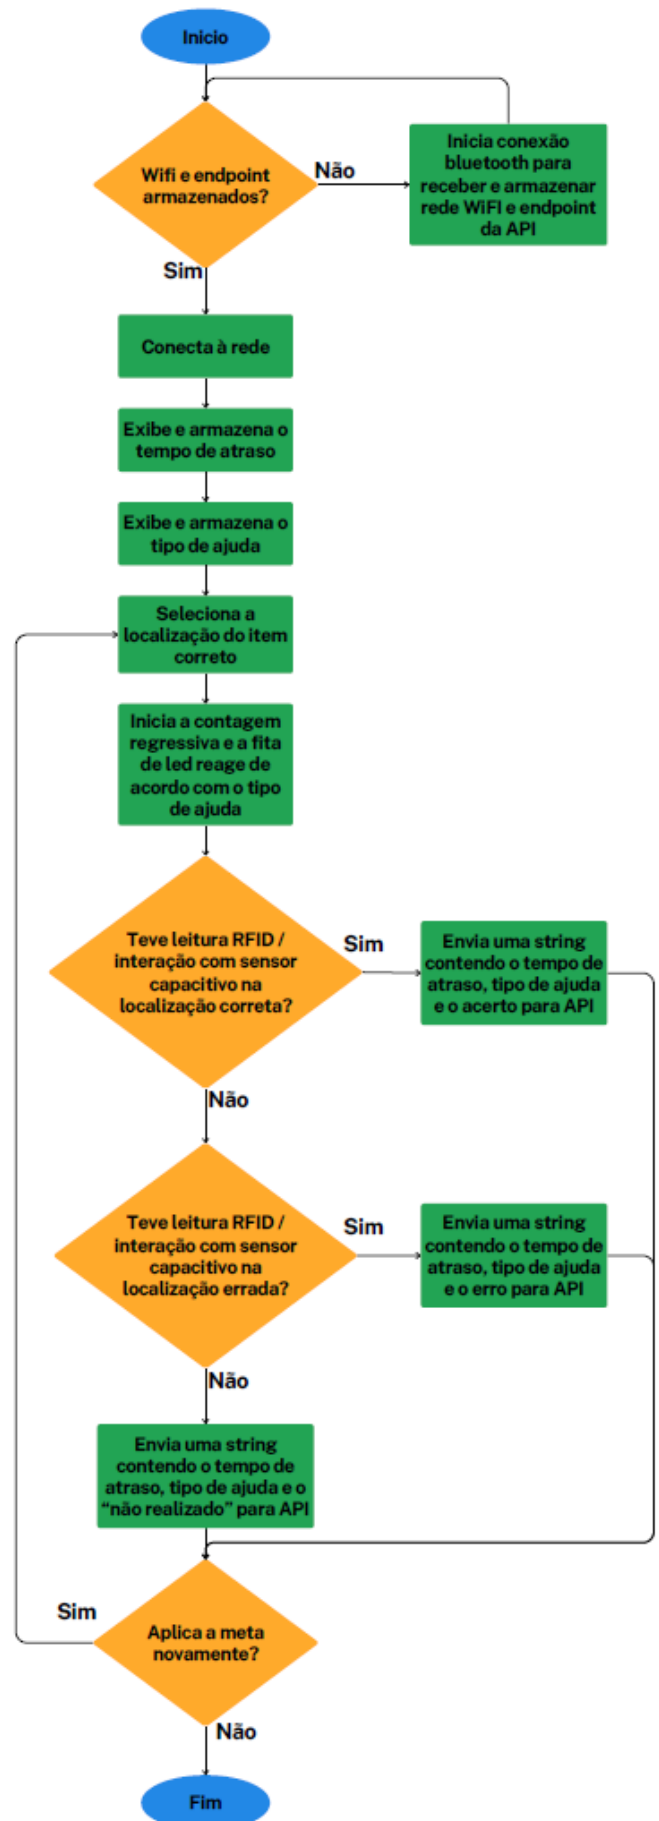 Inicio
Wifi e endpoint
armazenados?
Não
Inicia conexão
bluetooth para
receber e armazenar
rede WiFI e endpoint
da API
Sim
Conecta à rede
Exibe e armazena o
tempo de atraso
Exibe e armazena o
tipo de ajuda
Seleciona a
localização do item
correto
Inicia a contagem
regressiva e a fita
de led reage de
acordo com o tipo
de ajuda
Teve leitura RFID /
interação com sensor
capacitivo na
localização correta?
Sim
Envia uma string
contendo o tempo de
atraso, tipo de ajuda
e o acerto para API
Não
Teve leitura RFID /
interação com sensor
capacitivo na
localização errada?
Sim
Envia uma string
contendo o tempo de
atraso, tipo de ajuda
e o erro para API
Não
Envia uma string
contendo o tempo de
atraso, tipo de ajuda e o
“não realizado” para API
Sim
Aplica a meta
novamente?
Não
Fim